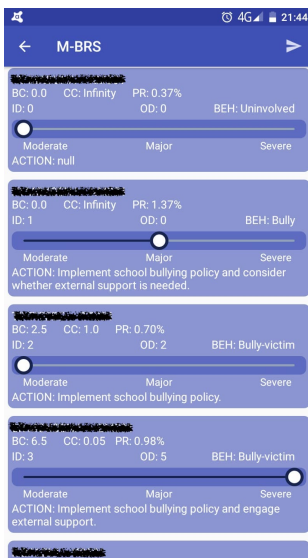 4G 21:44
M-BRS
BC: 0.0 CC: Infinity PR: 0.37%
ID: 0 OD: 0 BEH: Uninvolved
Moderate Major Severe
ACTION: null
BC: 0.0 CC: Infinity PR: 1.37%
ID: 1 OD: 0 BEH: Bully
Moderate Major Severe
ACTION: Implement school bullying policy and consider
whether external support is needed.
BC: 2.5 CC: 1.0 PR: 0.70%
ID: 2 OD: 2 BEH: Bully-victim
Moderate Major Severe
ACTION: Implement school bullying policy.
BC: 6.5 CC: 0.05 PR: 0.98%
ID: 3 OD: 5 BEH: Bully-victim
Moderate Major Severe
ACTION: Implement school bullying policy and engage
external support.